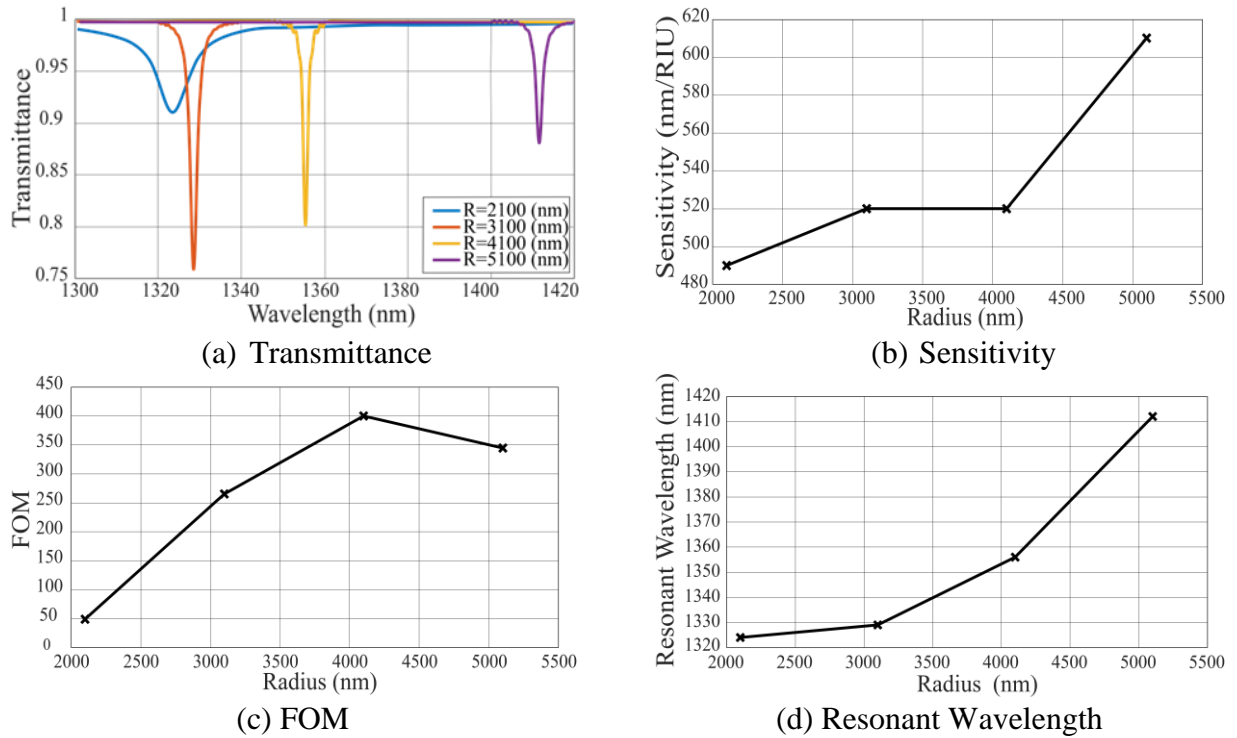 1
0.95
0.9
0.85
0.8
0.75
Transmittance
R=2100 (nm)
R=3100 (nm)
R=4100 (nm)
R=5100 (nm)
1300 1320 1340 1360 1380 1400 1420
Wavelength (nm)
(a) Transmittance
620
600
580
560
540
520
500
480
Sensitivity (nm/RIU)
2000 2500 3000 3500 4000 4500 5000 5500
Radius (nm)
(b) Sensitivity
450
400
350
300
250
200
150
100
50
0
FOM
2000 2500 3000 3500 4000 4500 5000 5500
Radius (nm)
(c) FOM
1420
1410
1400
1390
1380
1370
1360
1350
1340
1330
1320
Resonant Wavelength (nm)
2000 2500 3000 3500 4000 4500 5000 5500
Radius (nm)
(d) Resonant Wavelength